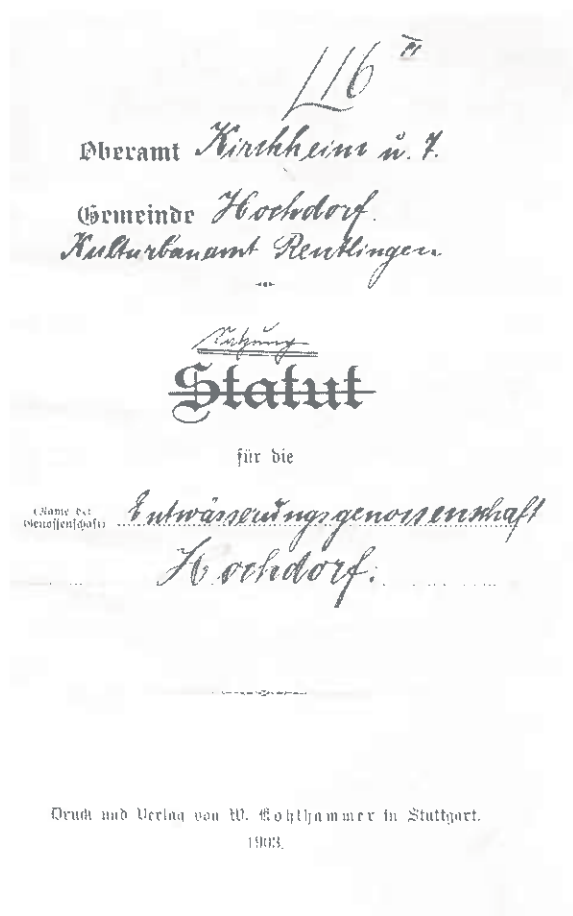 116
Oberamt Kirchheim u. T.
Gemeinde Hochdorf.
Kulturbauamt Reutlingen
Satzung
Statut
für die
(Name der
Genossenschaft)
Entwässerungsgenossenschaft
Hochdorf.
Druck und Verlag von W. Kohlhammer in Stuttgart.
1903.